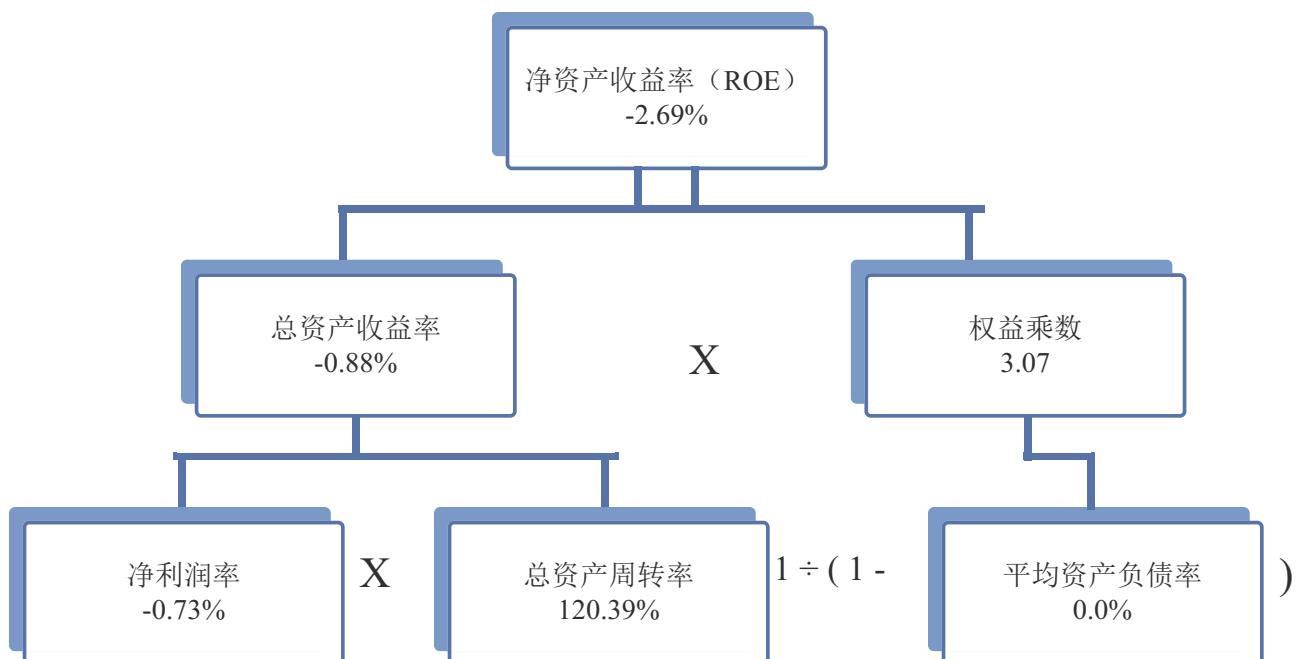 净资产收益率（ROE）
-2.69%
总资产收益率
-0.88%
X
权益乘数
3.07
净利润率
-0.73%
X
总资产周转率
120.39%
1 ÷ ( 1 -
平均资产负债率
0.0%
)